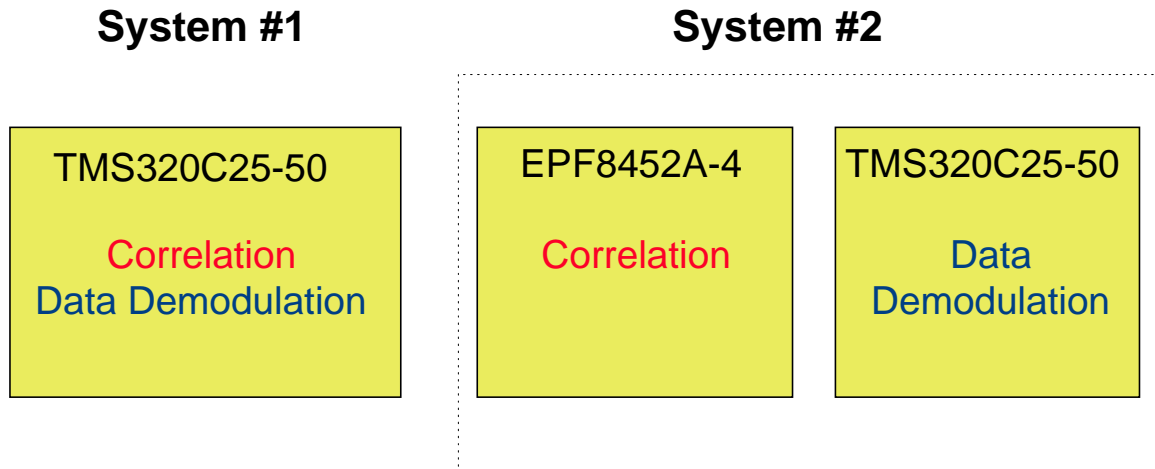 System #1
System #2
TMS320C25-50
Correlation
Data Demodulation
EPF8452A-4
Correlation
TMS320C25-50
Data
Demodulation